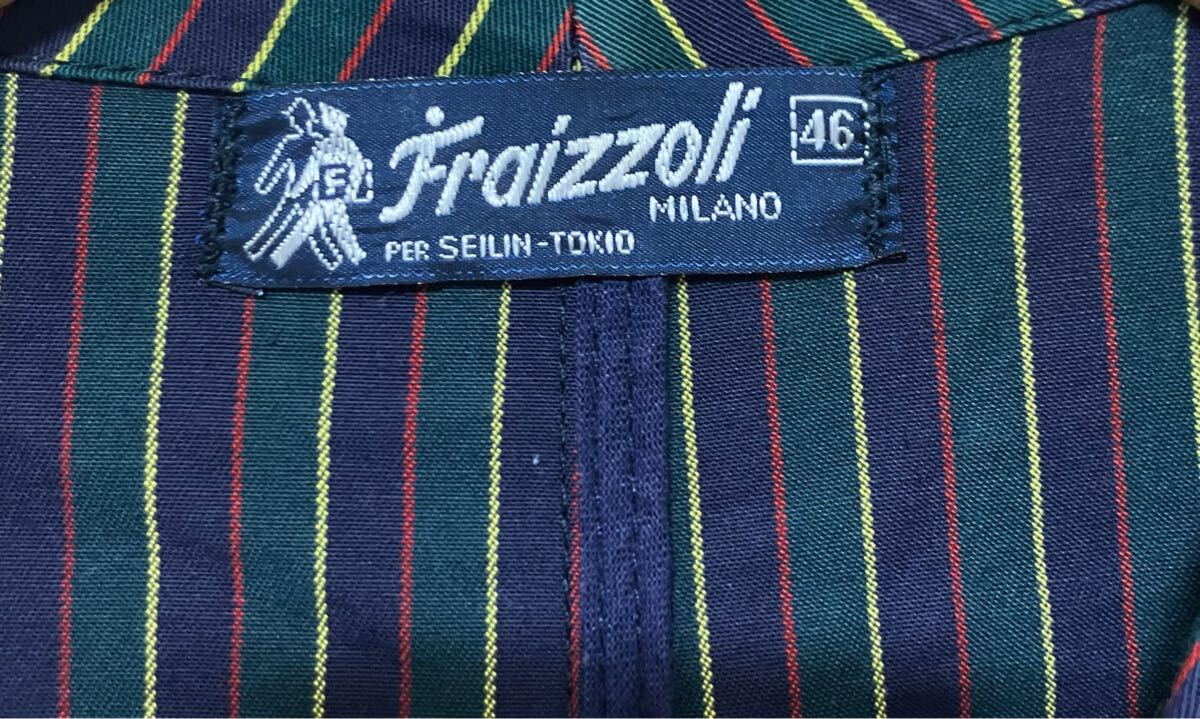 Fraizzoli
46
MILANO
PER SEILIN-TOKIO
F